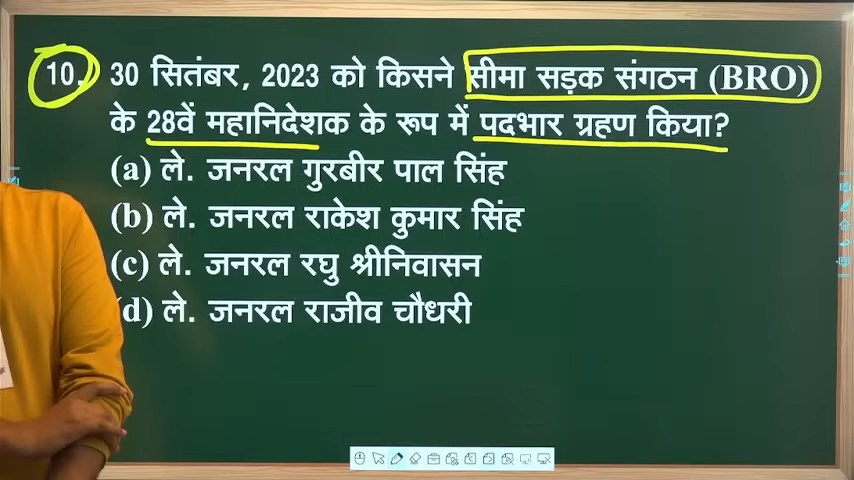 10. 30 सितंबर, 2023 को किसने सीमा सड़क संगठन (BRO)
के 28वें महानिदेशक के रूप में पदभार ग्रहण किया?
(a) ले. जनरल गुरबीर पाल सिंह
(b) ले. जनरल राकेश कुमार सिंह
(c) ले. जनरल रघु श्रीनिवासन
(d) ले. जनरल राजीव चौधरी